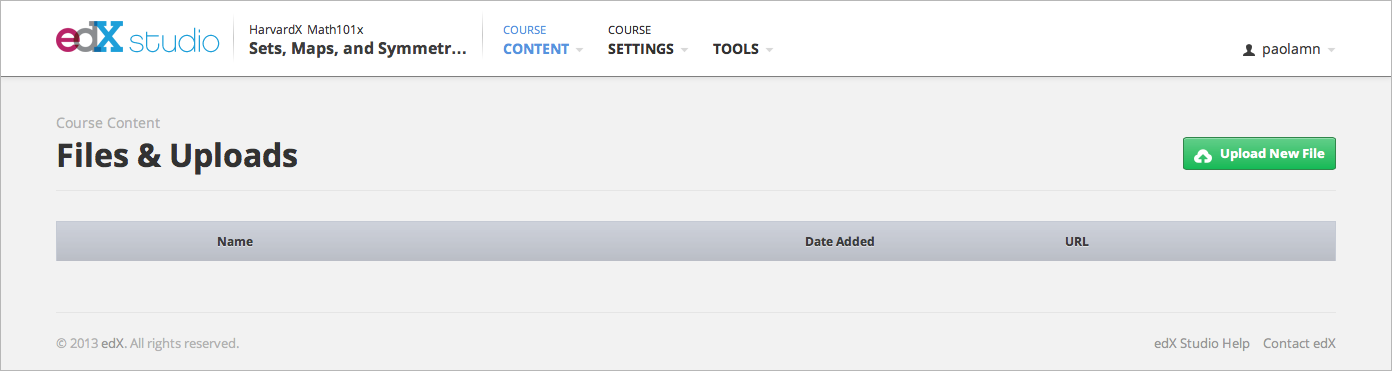 edX studio
HarvardX Math101x
Sets, Maps, and Symmetr...
COURSE
CONTENT
COURSE
SETTINGS
TOOLS
paolamn
Course Content
Files & Uploads
Upload New File
Name Date Added URL
© 2013 edX. All rights reserved.
edX Studio Help Contact edX